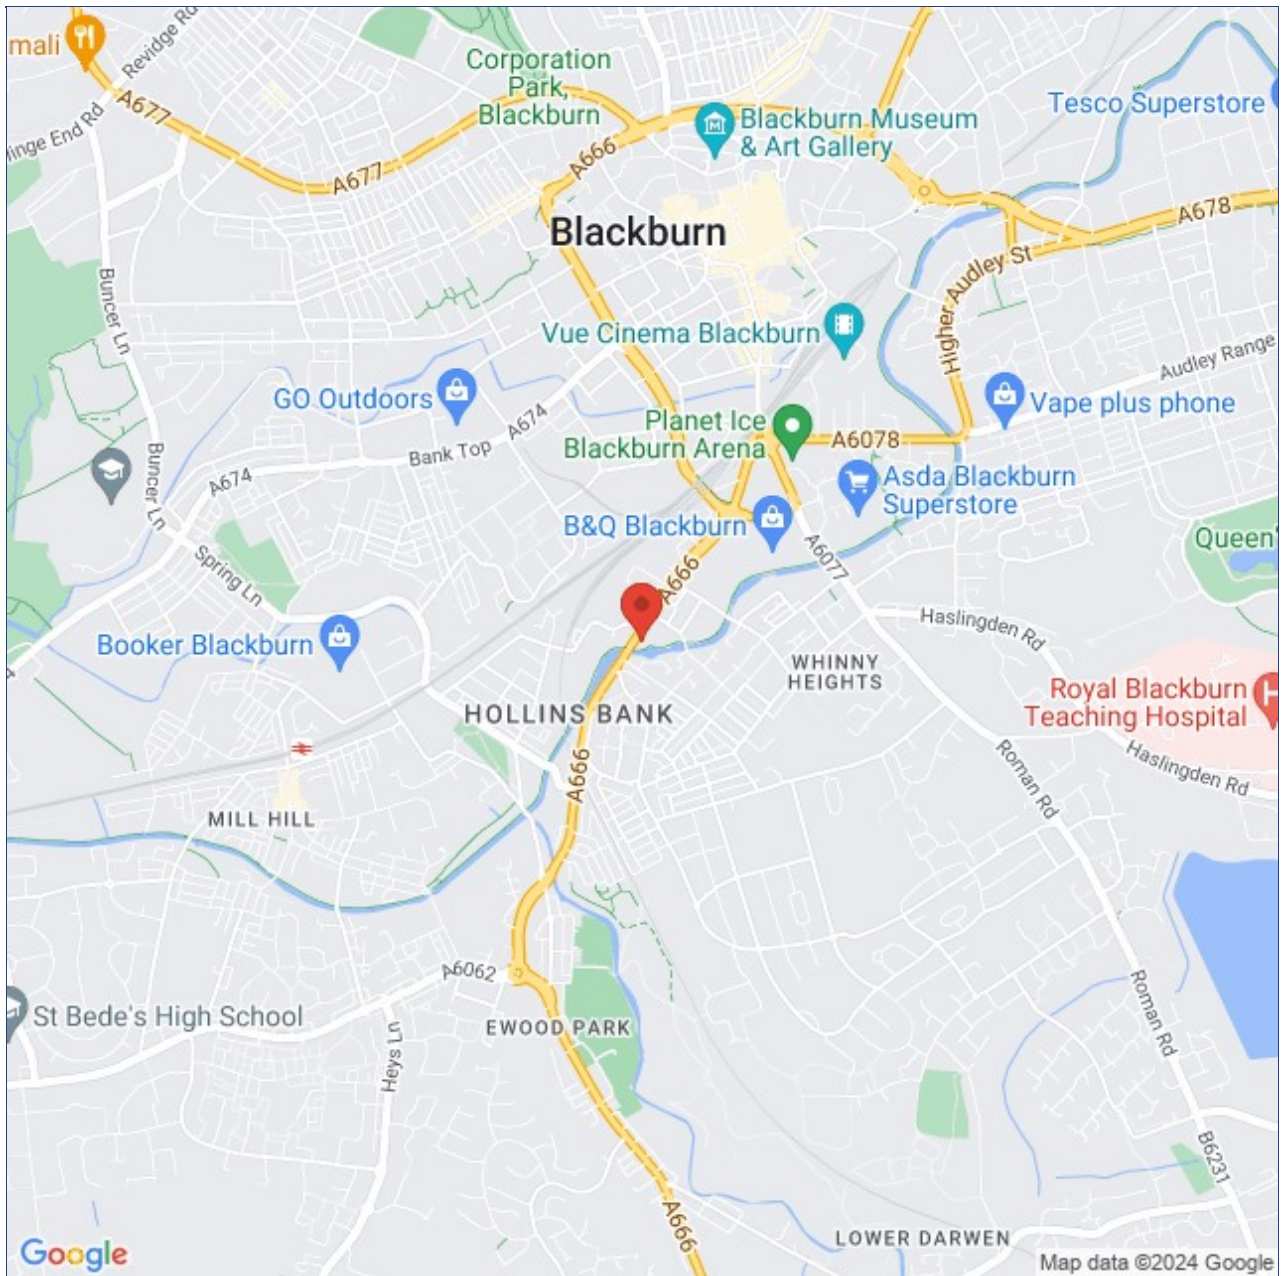 mali
Revidge Rd
A677
linge End Rd
Corporation
Park,
Blackburn
A666
A677
Blackburn Museum
& Art Gallery
Tesco Superstore
A678
Blackburn
Higher Audley St
Buncer Ln
Vue Cinema Blackburn
Audley Range
GO Outdoors
A674
Vape plus phone
Planet Ice
Blackburn Arena
A6078
Bank Top
Buncer Ln
A674
Asda Blackburn
Superstore
B&Q Blackburn
A6077
Queen'
Spring Ln
A666
Haslingden Rd
Booker Blackburn
WHINNY
HEIGHTS
Royal Blackburn
Teaching Hospital
H
HOLLINS BANK
A666
Roman Rd
Haslingden Rd
MILL HILL
A6062
St Bede's High School
EWOOD PARK
Roman Rd
Heys Ln
B6231
A666
LOWER DARWEN
Google
Map data ©2024 Google